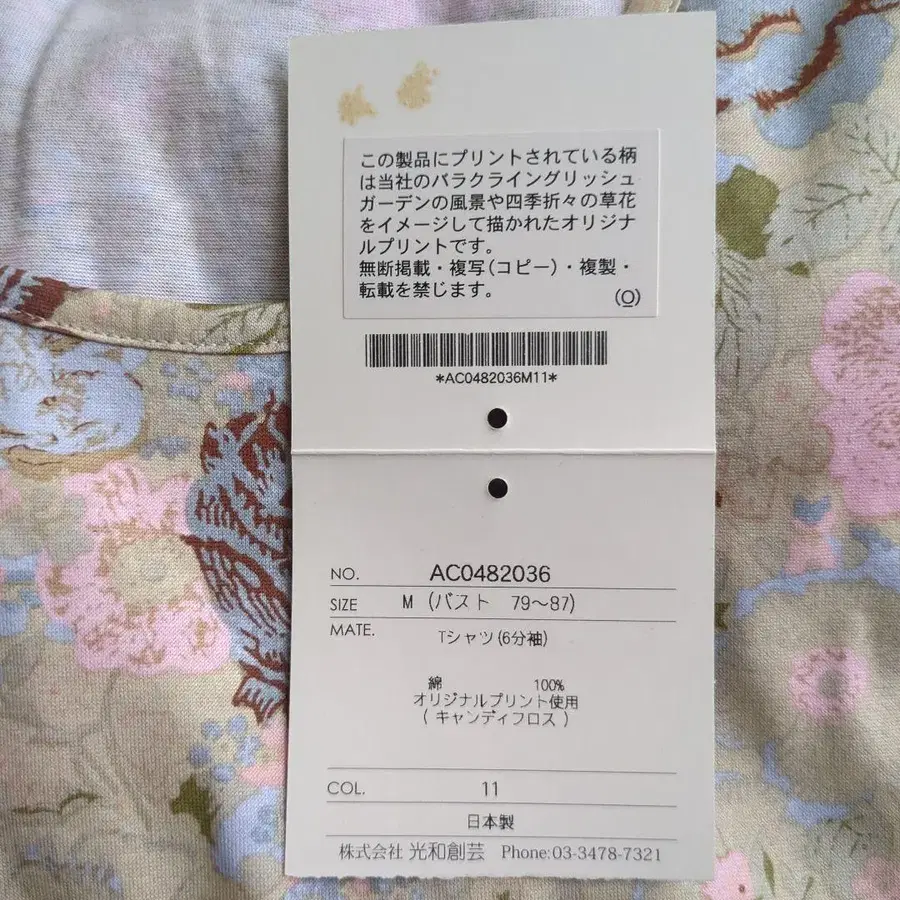 この製品にプリントされている柄
は当社のバラクライングリッシュ
ガーデンの風景や四季折々の草花
をイメージして描かれたオリジナ
ルプリントです。
無断掲載・複写(コピー)・複製・
転載を禁じます。
(O)
*AC0482036M11*
NO. AC0482036
SIZE M (バスト 79〜87)
MATE. Tシャツ(6分袖)
綿 100%
オリジナルプリント使用
(キャンディフロス)
COL. 11
日本製
株式会社 光和創芸 Phone:03-3478-7321